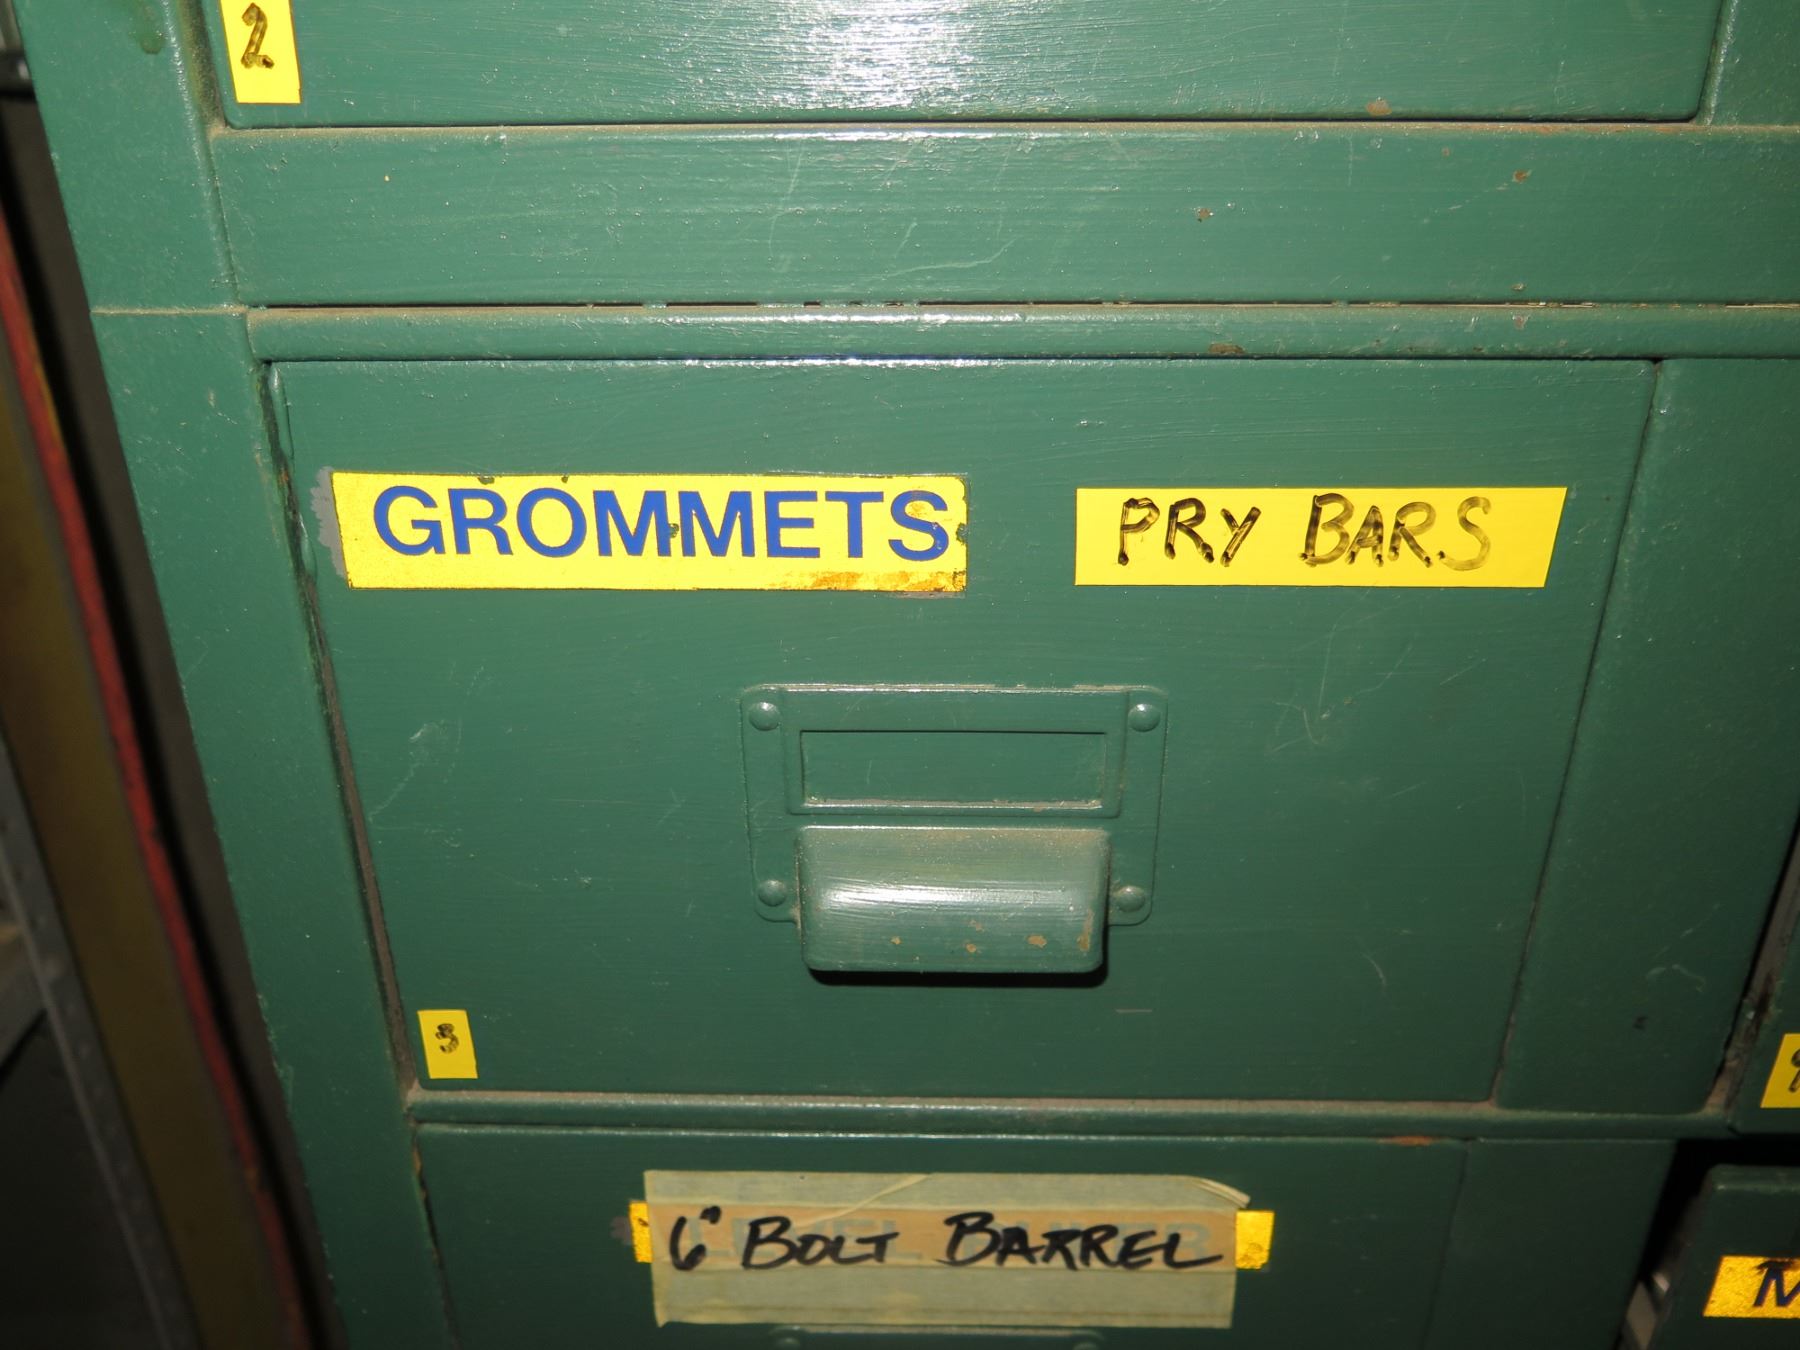 2
GROMMETS
PRY BARS
3
6" BOLT BARREL